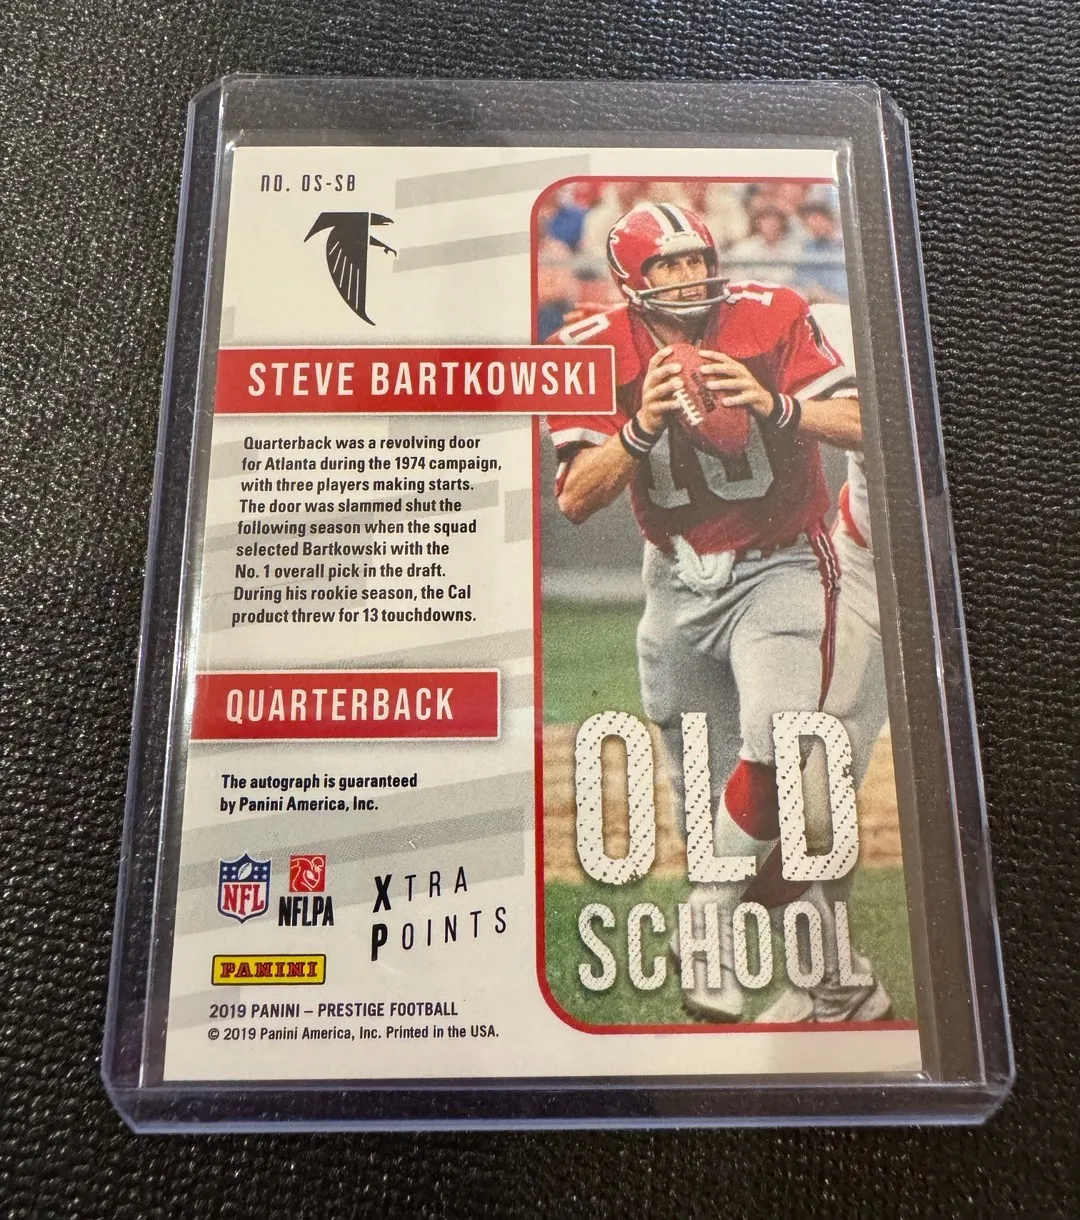 NO. OS-SB
STEVE BARTKOWSKI
Quarterback was a revolving door
for Atlanta during the 1974 campaign,
with three players making starts.
The door was slammed shut the
following season when the squad
selected Bartkowski with the
No. 1 overall pick in the draft.
During his rookie season, the Cal
product threw for 13 touchdowns.
QUARTERBACK
The autograph is guaranteed
by Panini America, Inc.
NFL
NFLPA
XTRA
POINTS
PANINI
2019 PANINI – PRESTIGE FOOTBALL
© 2019 Panini America, Inc. Printed in the USA.
10
10
OLD
SCHOOL